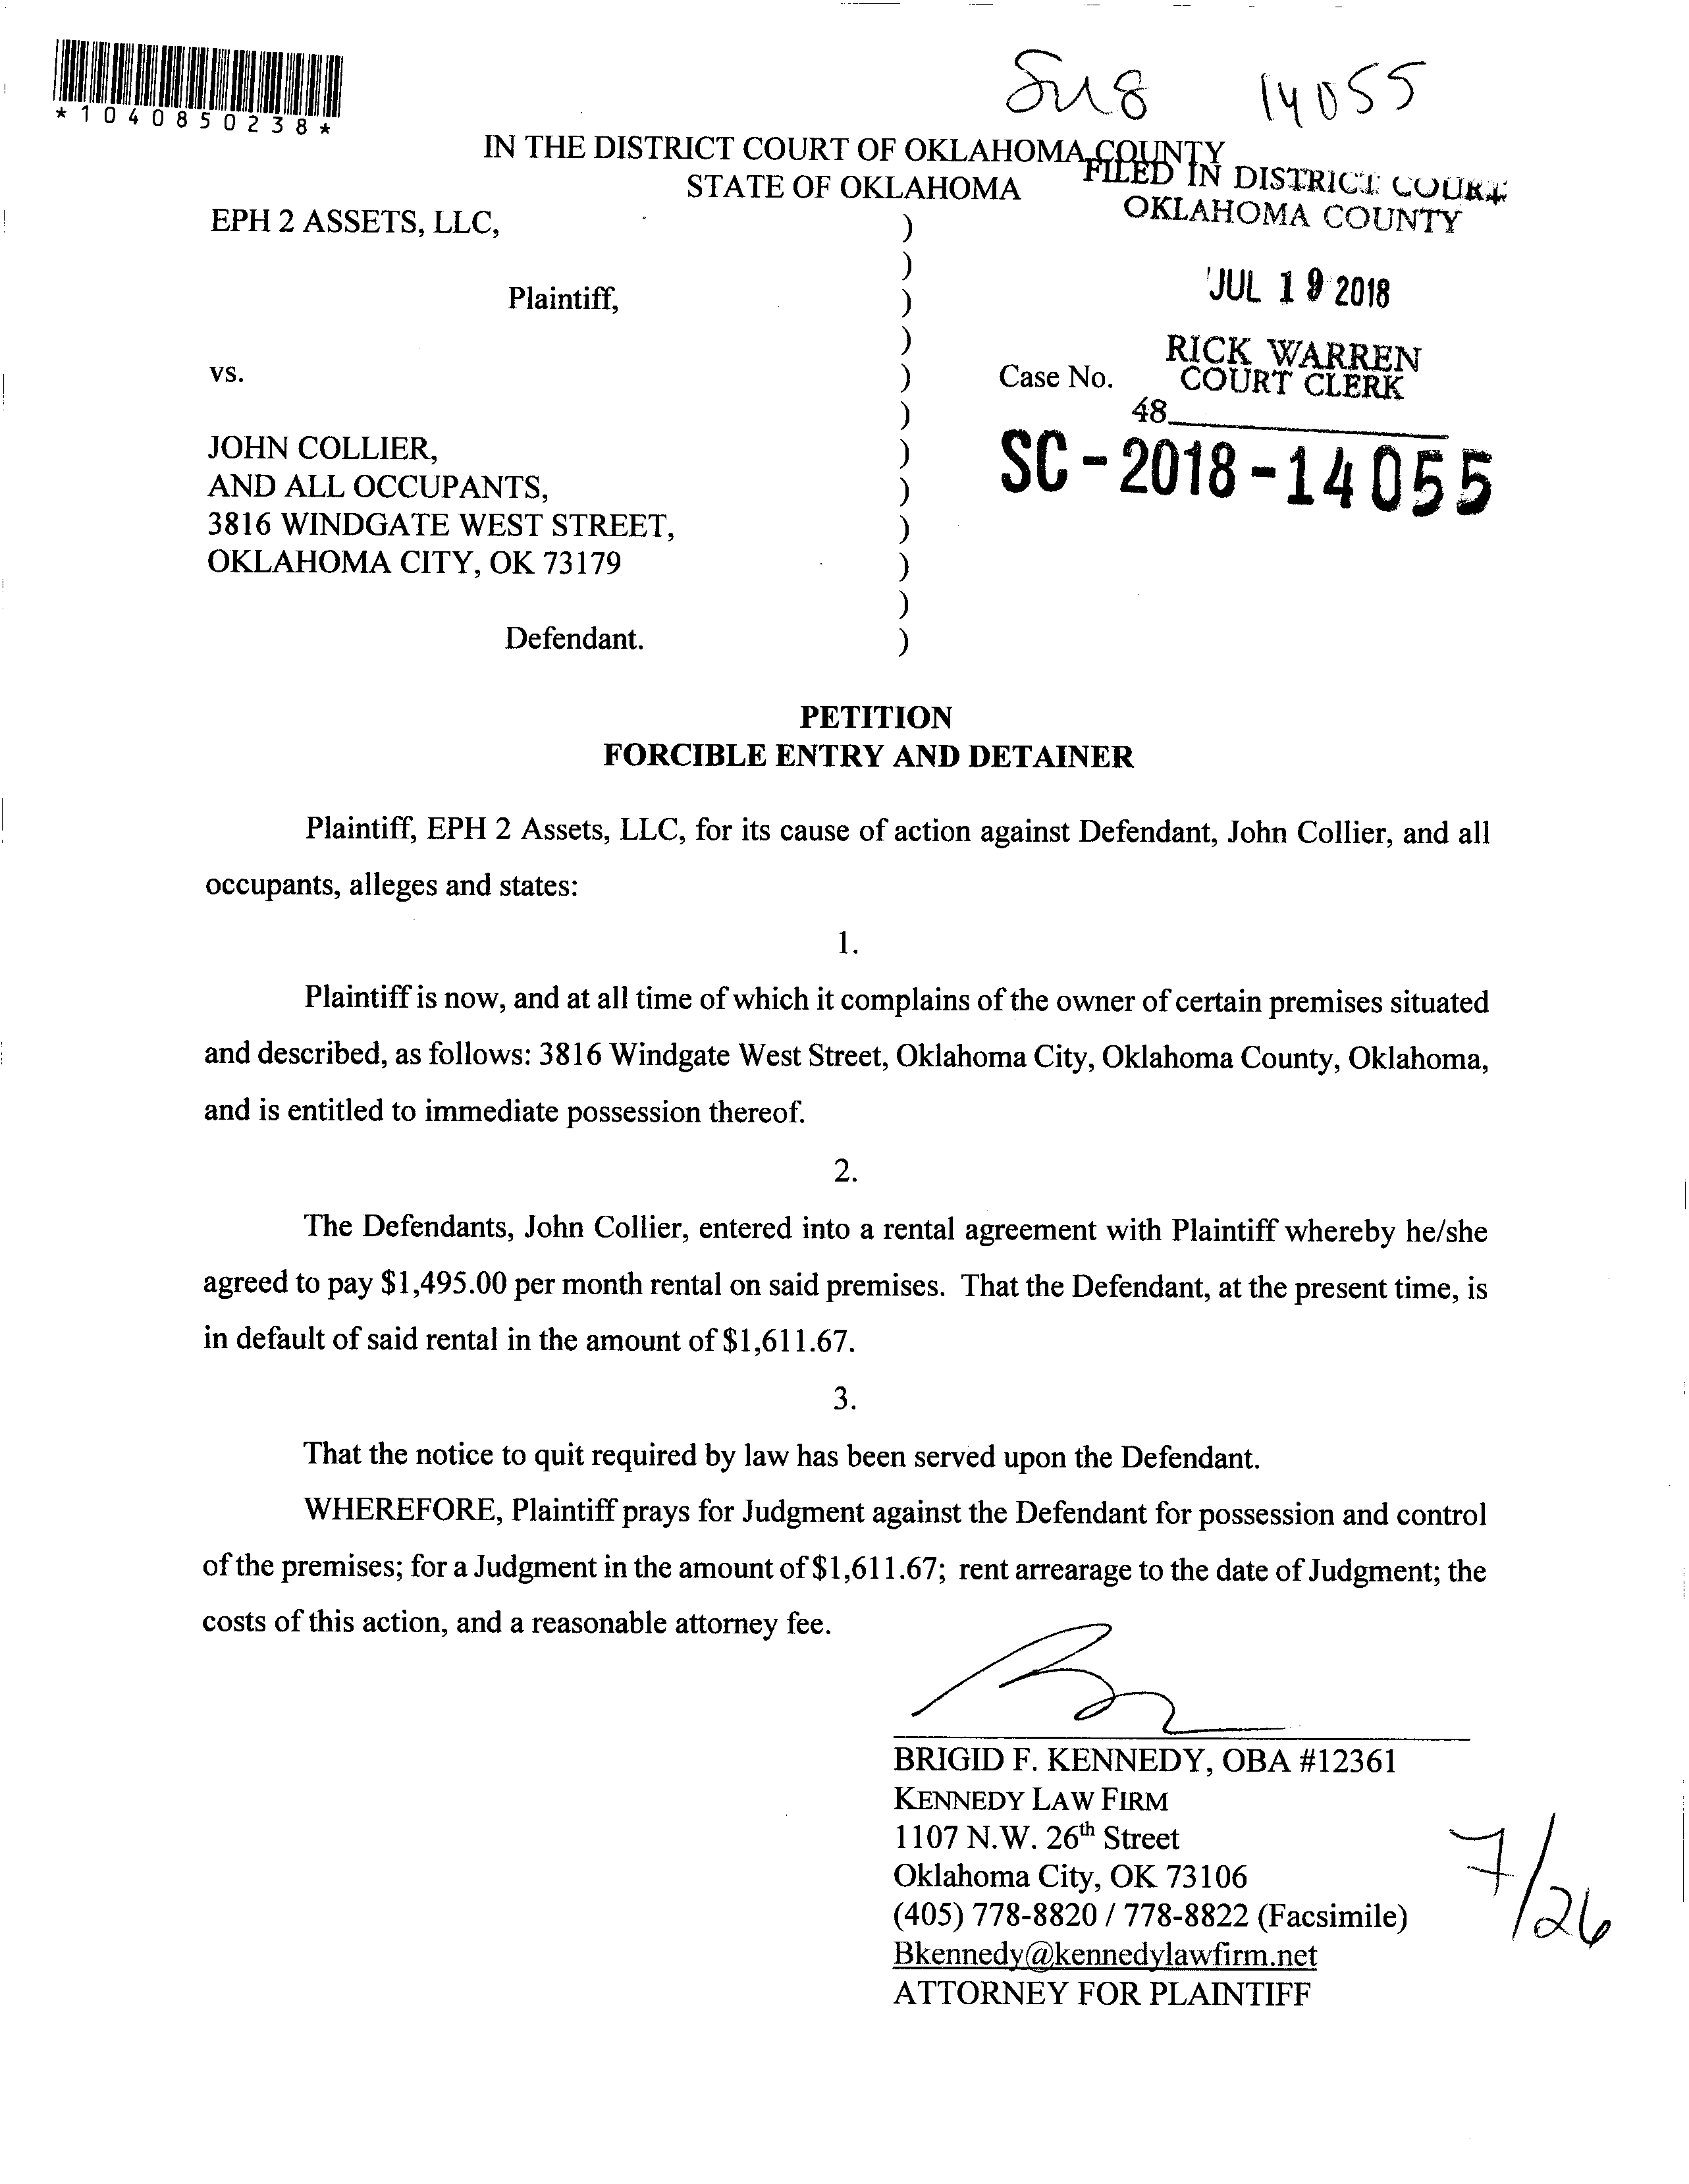 *1040850238*
14055
IN THE DISTRICT COURT OF OKLAHOMA COUNTY
STATE OF OKLAHOMA
FILED IN DISTRICT COURT
OKLAHOMA COUNTY
JUL 19 2018
RICK WARREN
COURT CLERK
48
EPH 2 ASSETS, LLC, )
)
Plaintiff, )
)
vs. ) Case No.
)
SC-2018-14055
JOHN COLLIER, )
AND ALL OCCUPANTS, )
3816 WINDGATE WEST STREET, )
OKLAHOMA CITY, OK 73179 )
)
Defendant. )
PETITION
FORCIBLE ENTRY AND DETAINER
Plaintiff, EPH 2 Assets, LLC, for its cause of action against Defendant, John Collier, and all
occupants, alleges and states:
1.
Plaintiff is now, and at all time of which it complains of the owner of certain premises situated
and described, as follows: 3816 Windgate West Street, Oklahoma City, Oklahoma County, Oklahoma,
and is entitled to immediate possession thereof.
2.
The Defendants, John Collier, entered into a rental agreement with Plaintiff whereby he/she
agreed to pay $1,495.00 per month rental on said premises. That the Defendant, at the present time, is
in default of said rental in the amount of $1,611.67.
3.
That the notice to quit required by law has been served upon the Defendant.
WHEREFORE, Plaintiff prays for Judgment against the Defendant for possession and control
of the premises; for a Judgment in the amount of $1,611.67; rent arrearage to the date of Judgment; the
costs of this action, and a reasonable attorney fee.
BRIGID F. KENNEDY, OBA #12361
KENNEDY LAW FIRM
1107 N.W. 26th Street
Oklahoma City, OK 73106
(405) 778-8820 / 778-8822 (Facsimile)
Bkennedy@kennedylawfirm.net
ATTORNEY FOR PLAINTIFF
7/26